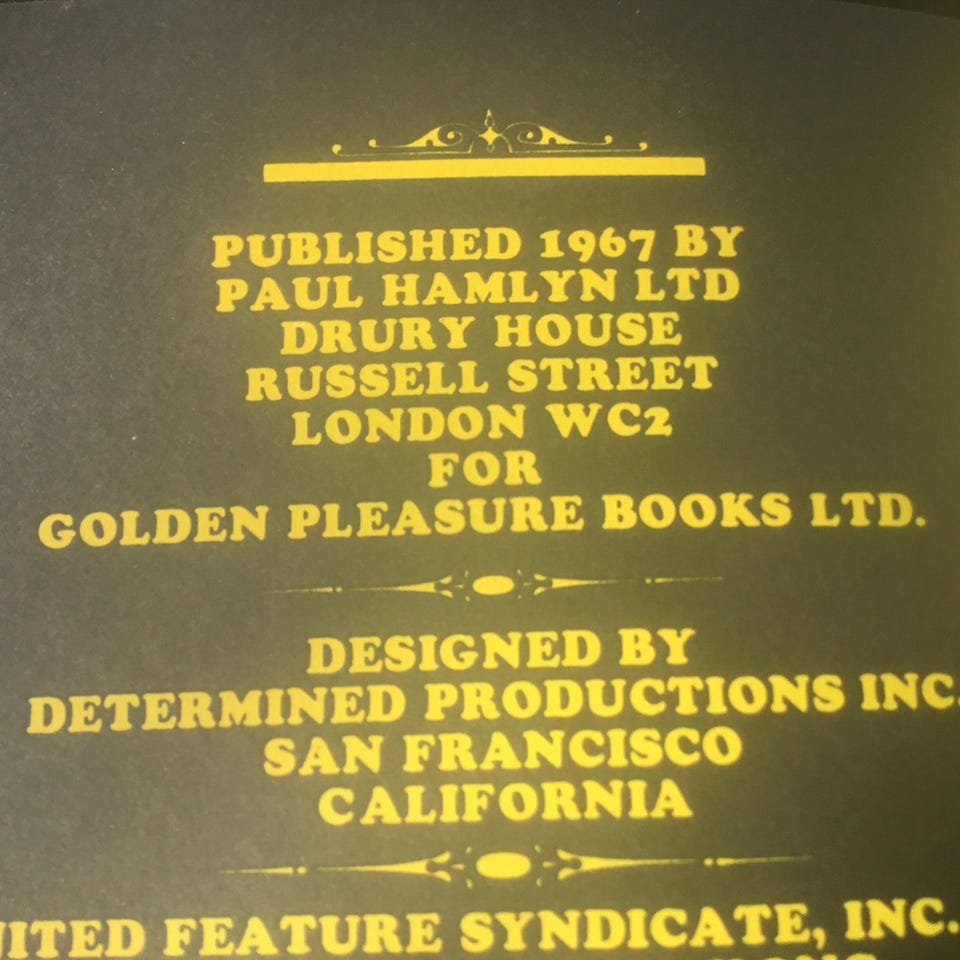 PUBLISHED 1967 BY
PAUL HAMLYN LTD
DRURY HOUSE
RUSSELL STREET
LONDON WC2
FOR
GOLDEN PLEASURE BOOKS LTD.
DESIGNED BY
DETERMINED PRODUCTIONS INC.
SAN FRANCISCO
CALIFORNIA
FEATURE SYNDICATE, INC.